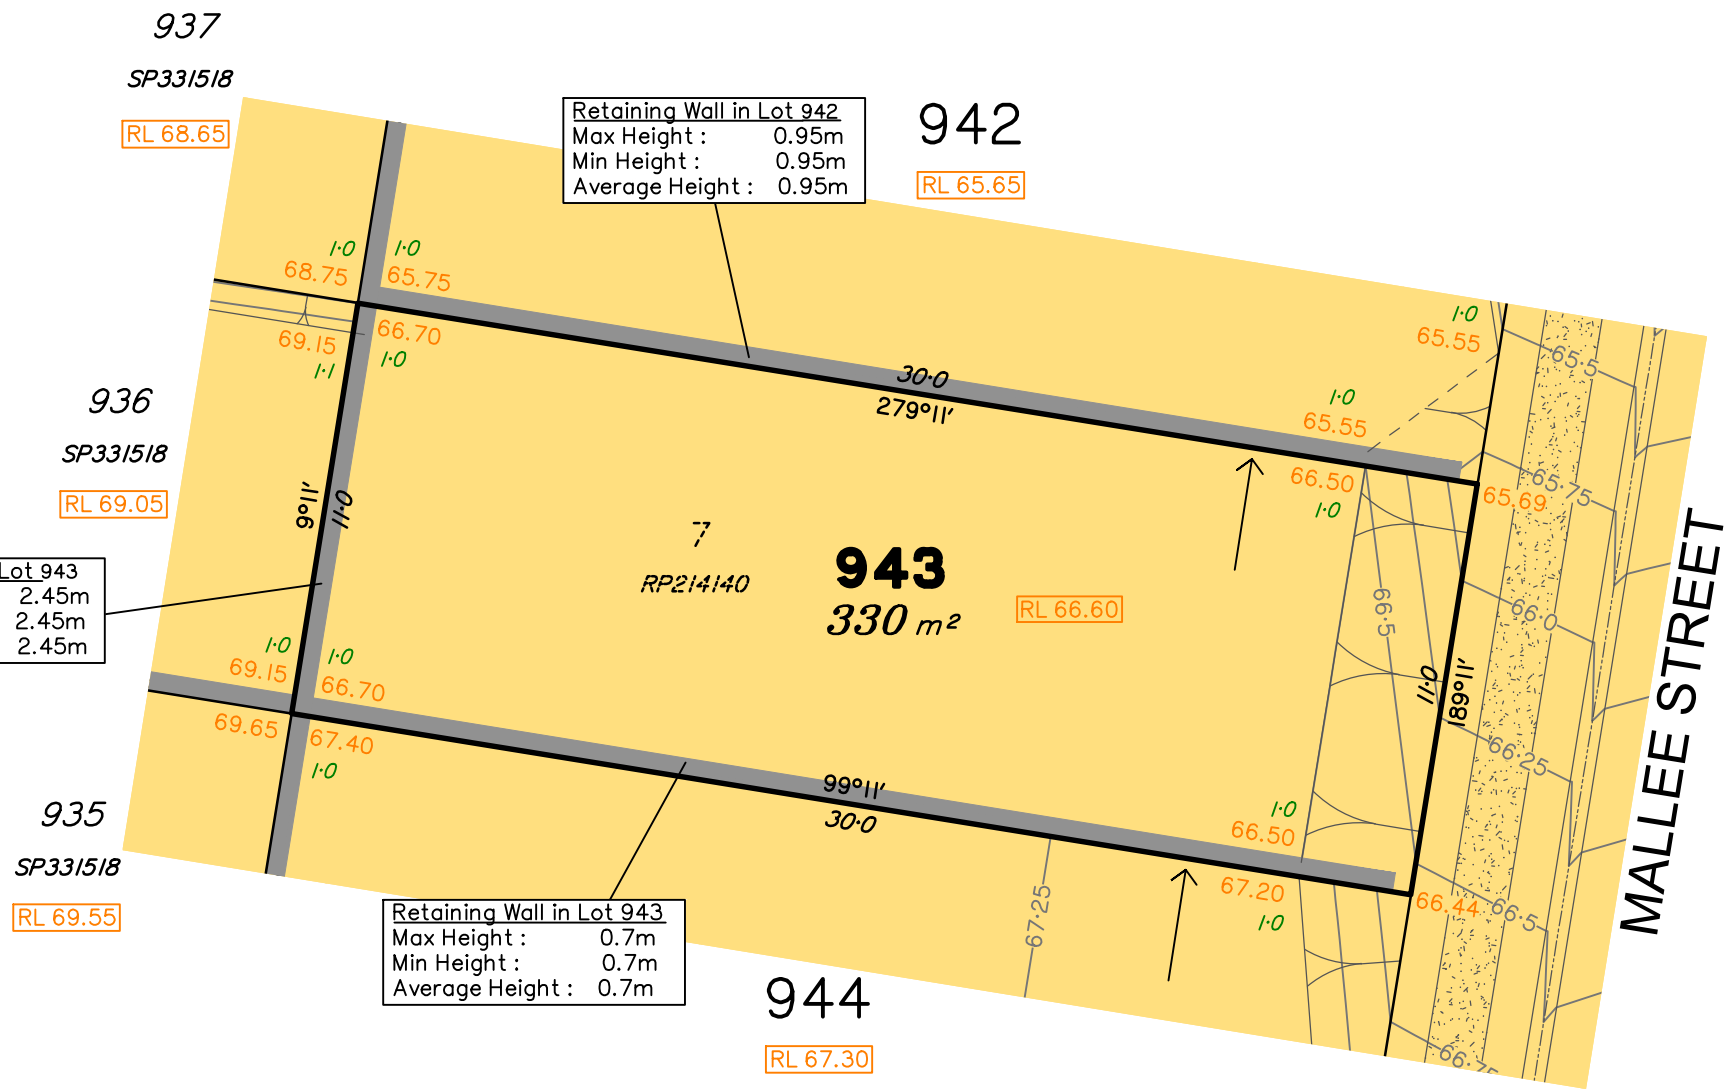 937
SP331518
RL 68.65
Retaining Wall in Lot 942
Max Height : 0.95m
Min Height : 0.95m
Average Height : 0.95m
942
RL 65.65
1·0
1·0
68.75
65.75
69.15
66.70
1·1
1·0
1·0
65.55
65·5
30·0
279°11'
1·0
65.55
66.50
1·0
65·75
65.69
936
SP331518
RL 69.05
9°11'
11·0
7
RP214140
943
330 m²
RL 66.60
66·5
66·0
MALLEE STREET
Lot 943
2.45m
2.45m
2.45m
1·0
1·0
69.15
66.70
11·0
189°11'
66·25
69.65
67.40
1·0
99°11'
30·0
1·0
66.50
67.20
1·0
66.44
66·5
935
SP331518
RL 69.55
Retaining Wall in Lot 943
Max Height : 0.7m
Min Height : 0.7m
Average Height : 0.7m
67·25
944
RL 67.30
66·75